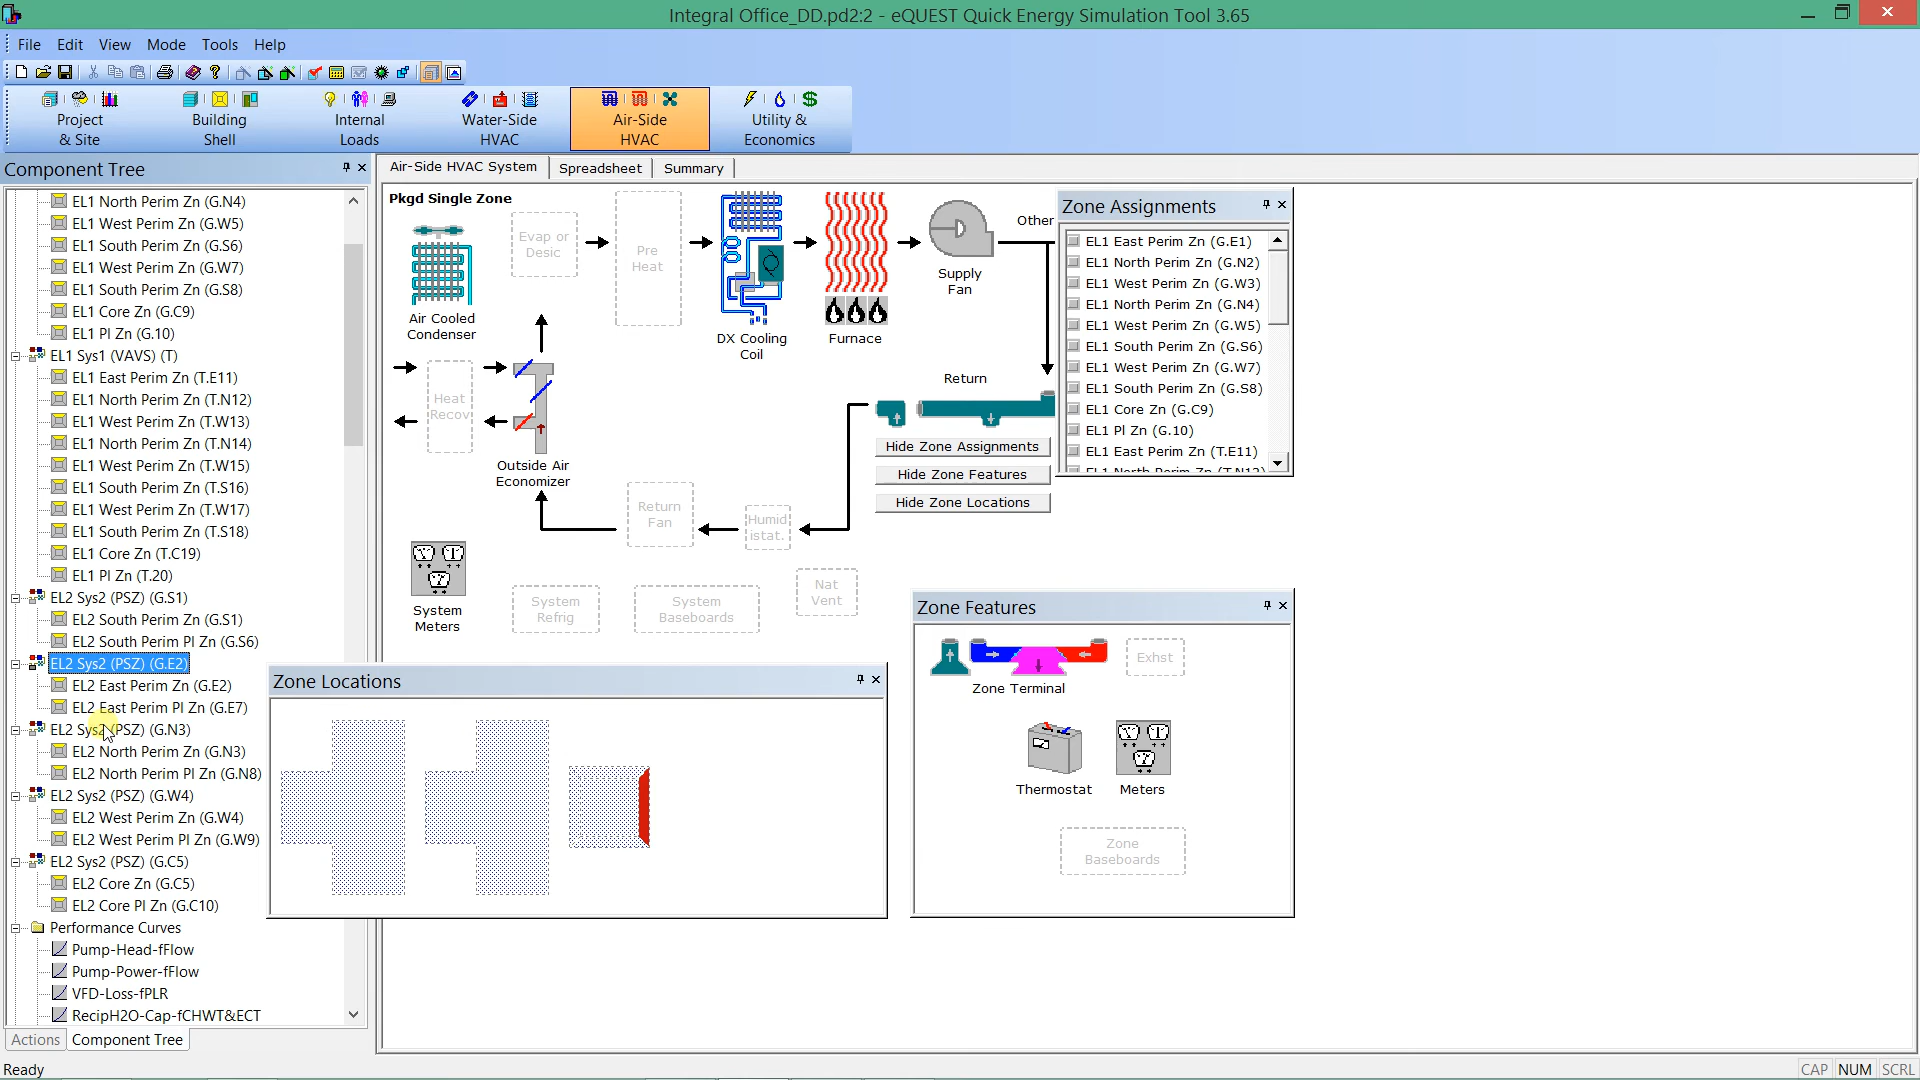 Integral Office_DD.pd2:2 - eQUEST Quick Energy Simulation Tool 3.65
File Edit View Mode Tools Help
Project & Site
Building Shell
Internal Loads
Water-Side HVAC
Air-Side HVAC
Utility & Economics
Component Tree
EL1 North Perim Zn (G.N4)
EL1 West Perim Zn (G.W5)
EL1 South Perim Zn (G.S6)
EL1 West Perim Zn (G.W7)
EL1 South Perim Zn (G.S8)
EL1 Core Zn (G.C9)
EL1 Pl Zn (G.10)
EL1 Sys1 (VAVS) (T)
EL1 East Perim Zn (T.E11)
EL1 North Perim Zn (T.N12)
EL1 West Perim Zn (T.W13)
EL1 North Perim Zn (T.N14)
EL1 West Perim Zn (T.W15)
EL1 South Perim Zn (T.S16)
EL1 West Perim Zn (T.W17)
EL1 South Perim Zn (T.S18)
EL1 Core Zn (T.C19)
EL1 Pl Zn (T.20)
EL2 Sys2 (PSZ) (G.S1)
EL2 South Perim Zn (G.S1)
EL2 South Perim Pl Zn (G.S6)
EL2 Sys2 (PSZ) (G.E2)
EL2 East Perim Zn (G.E2)
EL2 East Perim Pl Zn (G.E7)
EL2 Sys2 (PSZ) (G.N3)
EL2 North Perim Zn (G.N3)
EL2 North Perim Pl Zn (G.N8)
EL2 Sys2 (PSZ) (G.W4)
EL2 West Perim Zn (G.W4)
EL2 West Perim Pl Zn (G.W9)
EL2 Sys2 (PSZ) (G.C5)
EL2 Core Zn (G.C5)
EL2 Core Pl Zn (G.C10)
Performance Curves
Pump-Head-fFlow
Pump-Power-fFlow
VFD-Loss-fPLR
RecipH2O-Cap-fCHWT&ECT
Actions Component Tree
Air-Side HVAC System Spreadsheet Summary
Pkgd Single Zone
Air Cooled
Condenser
Evap or
Desic
Pre
Heat
DX Cooling
Coil
Furnace
Supply
Fan
Other
Heat
Recov
Outside Air
Economizer
Return
Hide Zone Assignments
Hide Zone Features
Hide Zone Locations
Return
Fan
Humid
istat.
System
Meters
System
Refrig
System
Baseboards
Nat
Vent
Zone Assignments
EL1 East Perim Zn (G.E1)
EL1 North Perim Zn (G.N2)
EL1 West Perim Zn (G.W3)
EL1 North Perim Zn (G.N4)
EL1 West Perim Zn (G.W5)
EL1 South Perim Zn (G.S6)
EL1 West Perim Zn (G.W7)
EL1 South Perim Zn (G.S8)
EL1 Core Zn (G.C9)
EL1 Pl Zn (G.10)
EL1 East Perim Zn (T.E11)
EL1 North Perim Zn (T.N12)
Zone Locations
Zone Features
Zone Terminal
Exhst
Thermostat
Meters
Zone
Baseboards
Ready
CAP NUM SCRL